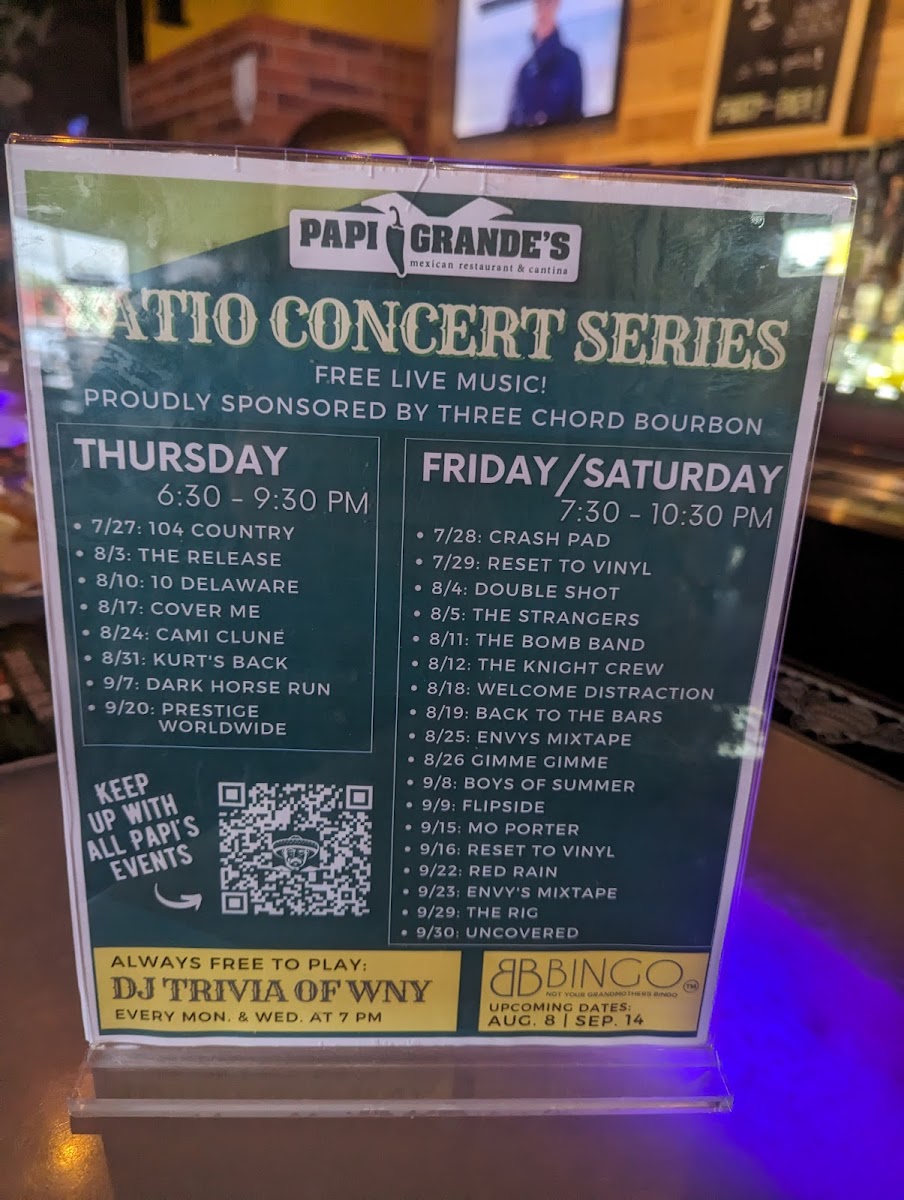 PAPI GRANDE'S
mexican restaurant & cantina
PATIO CONCERT SERIES
FREE LIVE MUSIC!
PROUDLY SPONSORED BY THREE CHORD BOURBON
THURSDAY
6:30 - 9:30 PM
• 7/27: 104 COUNTRY
• 8/3: THE RELEASE
• 8/10: 10 DELAWARE
• 8/17: COVER ME
• 8/24: CAMI CLUNE
• 8/31: KURT'S BACK
• 9/7: DARK HORSE RUN
• 9/20: PRESTIGE
WORLDWIDE
FRIDAY/SATURDAY
7:30 - 10:30 PM
• 7/28: CRASH PAD
• 7/29: RESET TO VINYL
• 8/4: DOUBLE SHOT
• 8/5: THE STRANGERS
• 8/11: THE BOMB BAND
• 8/12: THE KNIGHT CREW
• 8/18: WELCOME DISTRACTION
• 8/19: BACK TO THE BARS
• 8/25: ENVYS MIXTAPE
• 8/26 GIMME GIMME
• 9/8: BOYS OF SUMMER
• 9/9: FLIPSIDE
• 9/15: MO PORTER
• 9/16: RESET TO VINYL
• 9/22: RED RAIN
• 9/23: ENVY'S MIXTAPE
• 9/29: THE RIG
• 9/30: UNCOVERED
KEEP
UP WITH
ALL PAPI'S
EVENTS
ALWAYS FREE TO PLAY:
DJ TRIVIA OF WNY
EVERY MON. & WED. AT 7 PM
BB BINGO TM
NOT YOUR GRANDMOTHERS BINGO
UPCOMING DATES:
AUG. 8 | SEP. 14